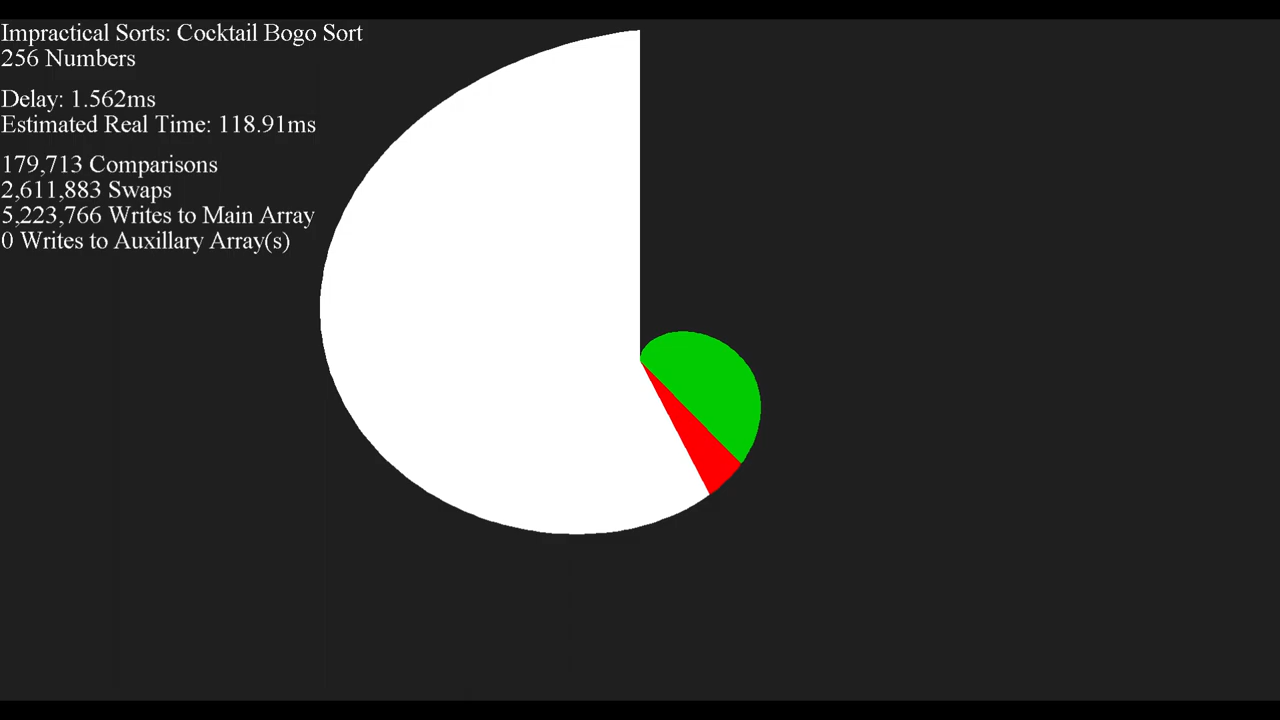 Impractical Sorts: Cocktail Bogo Sort
256 Numbers
Delay: 1.562ms
Estimated Real Time: 118.91ms
179,713 Comparisons
2,611,883 Swaps
5,223,766 Writes to Main Array
0 Writes to Auxillary Array(s)